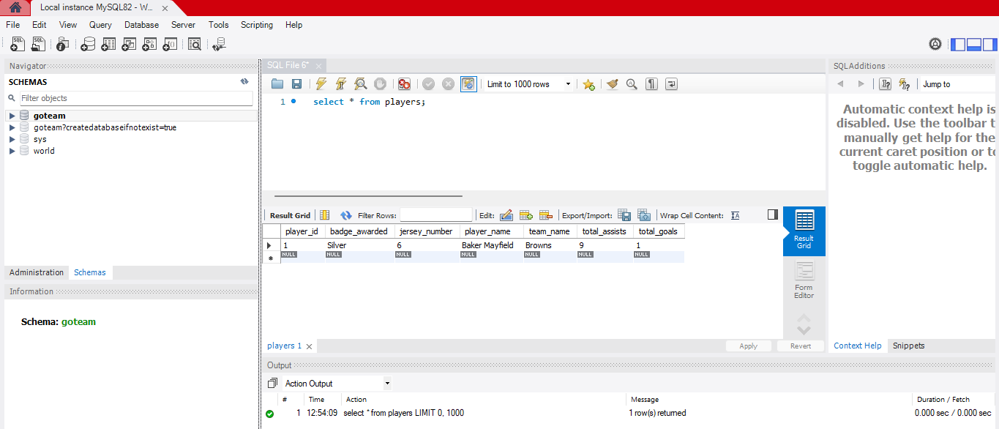 Local instance MySQL82 - W...
File Edit View Query Database Server Tools Scripting Help
Navigator
SCHEMAS
Filter objects
goteam
goteam?createdatabaseifnotexist=true
sys
world
Administration Schemas
Information
Schema: goteam
SQL File 6*
Limit to 1000 rows
1 select * from players;
Result Grid Filter Rows: Edit: Export/Import: Wrap Cell Content:
player_id badge_awarded jersey_number player_name team_name total_assists total_goals
1 Silver 6 Baker Mayfield Browns 9 1
NULL NULL NULL NULL NULL NULL NULL
Result
Grid
Form
Editor
players 1
Apply Revert
SQLAdditions
Jump to
Automatic context help is
disabled. Use the toolbar t
manually get help for the
current caret position or to
toggle automatic help.
Context Help Snippets
Output
Action Output
# Time Action Message Duration / Fetch
1 12:54:09 select * from players LIMIT 0, 1000 1 row(s) returned 0.000 sec / 0.000 sec